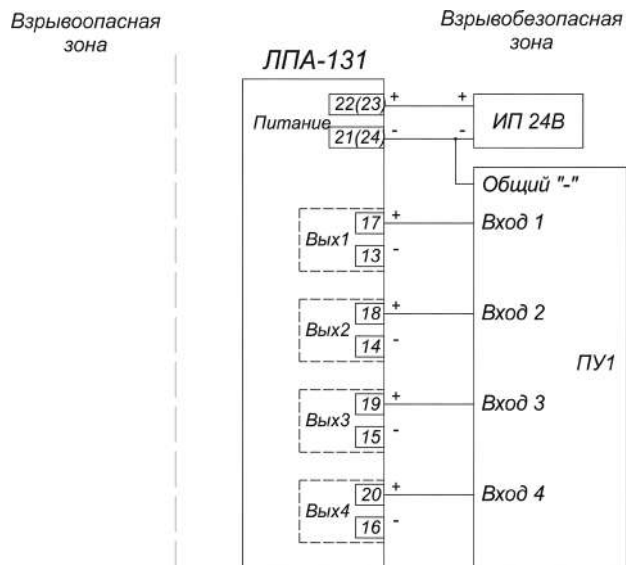 Взрывоопасная
зона
Взрывобезопасная
зона
ЛПА-131
Питание
22(23)
+
+
21(24)
-
-
ИП 24В
Общий "-"
Вых1
17
+
13
-
Вход 1
Вых2
18
+
14
-
Вход 2
ПУ1
Вых3
19
+
15
-
Вход 3
Вых4
20
+
16
-
Вход 4